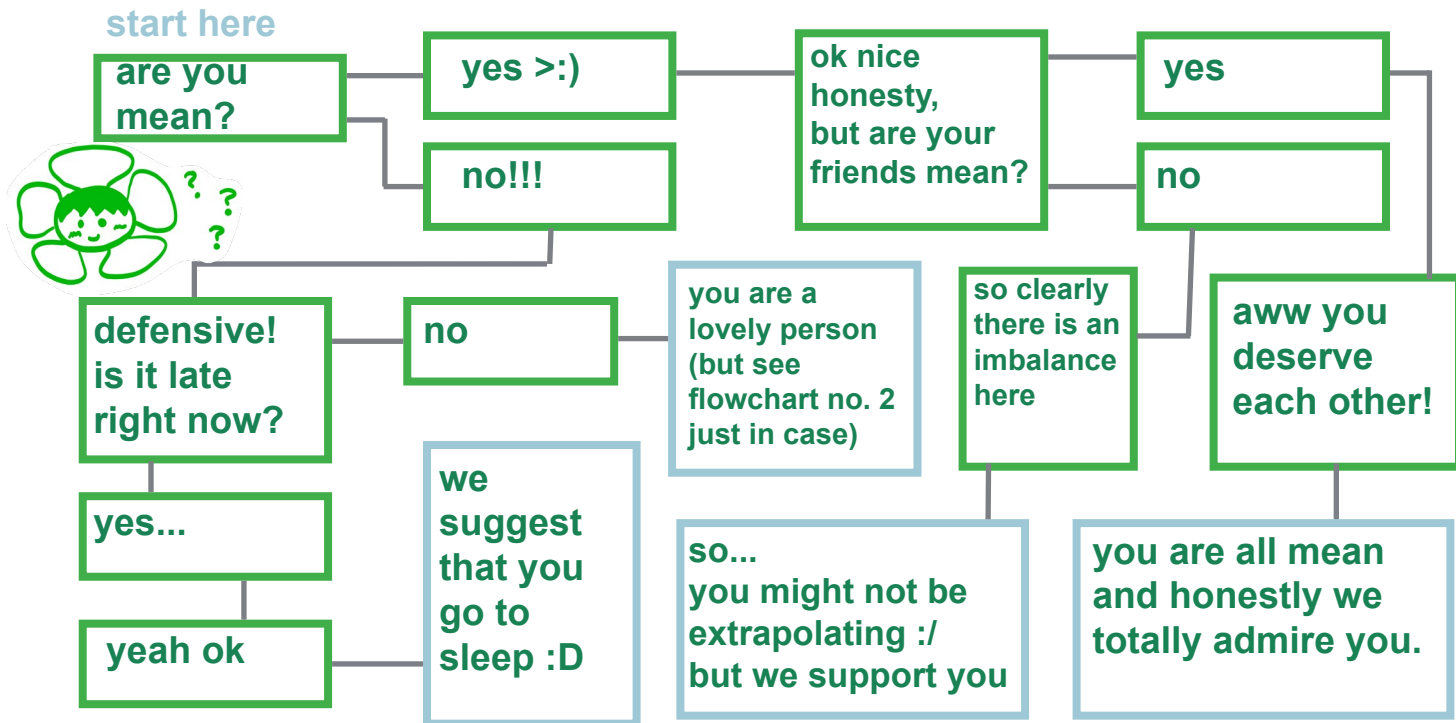 start here
are you
mean?
yes >:)
no!!!
ok nice
honesty,
but are your
friends mean?
yes
no
? ? ?
defensive!
is it late
right now?
no
you are a
lovely person
(but see
flowchart no. 2
just in case)
so clearly
there is an
imbalance
here
aww you
deserve
each other!
yes...
yeah ok
we
suggest
that you
go to
sleep :D
so...
you might not be
extrapolating :/
but we support you
you are all mean
and honestly we
totally admire you.